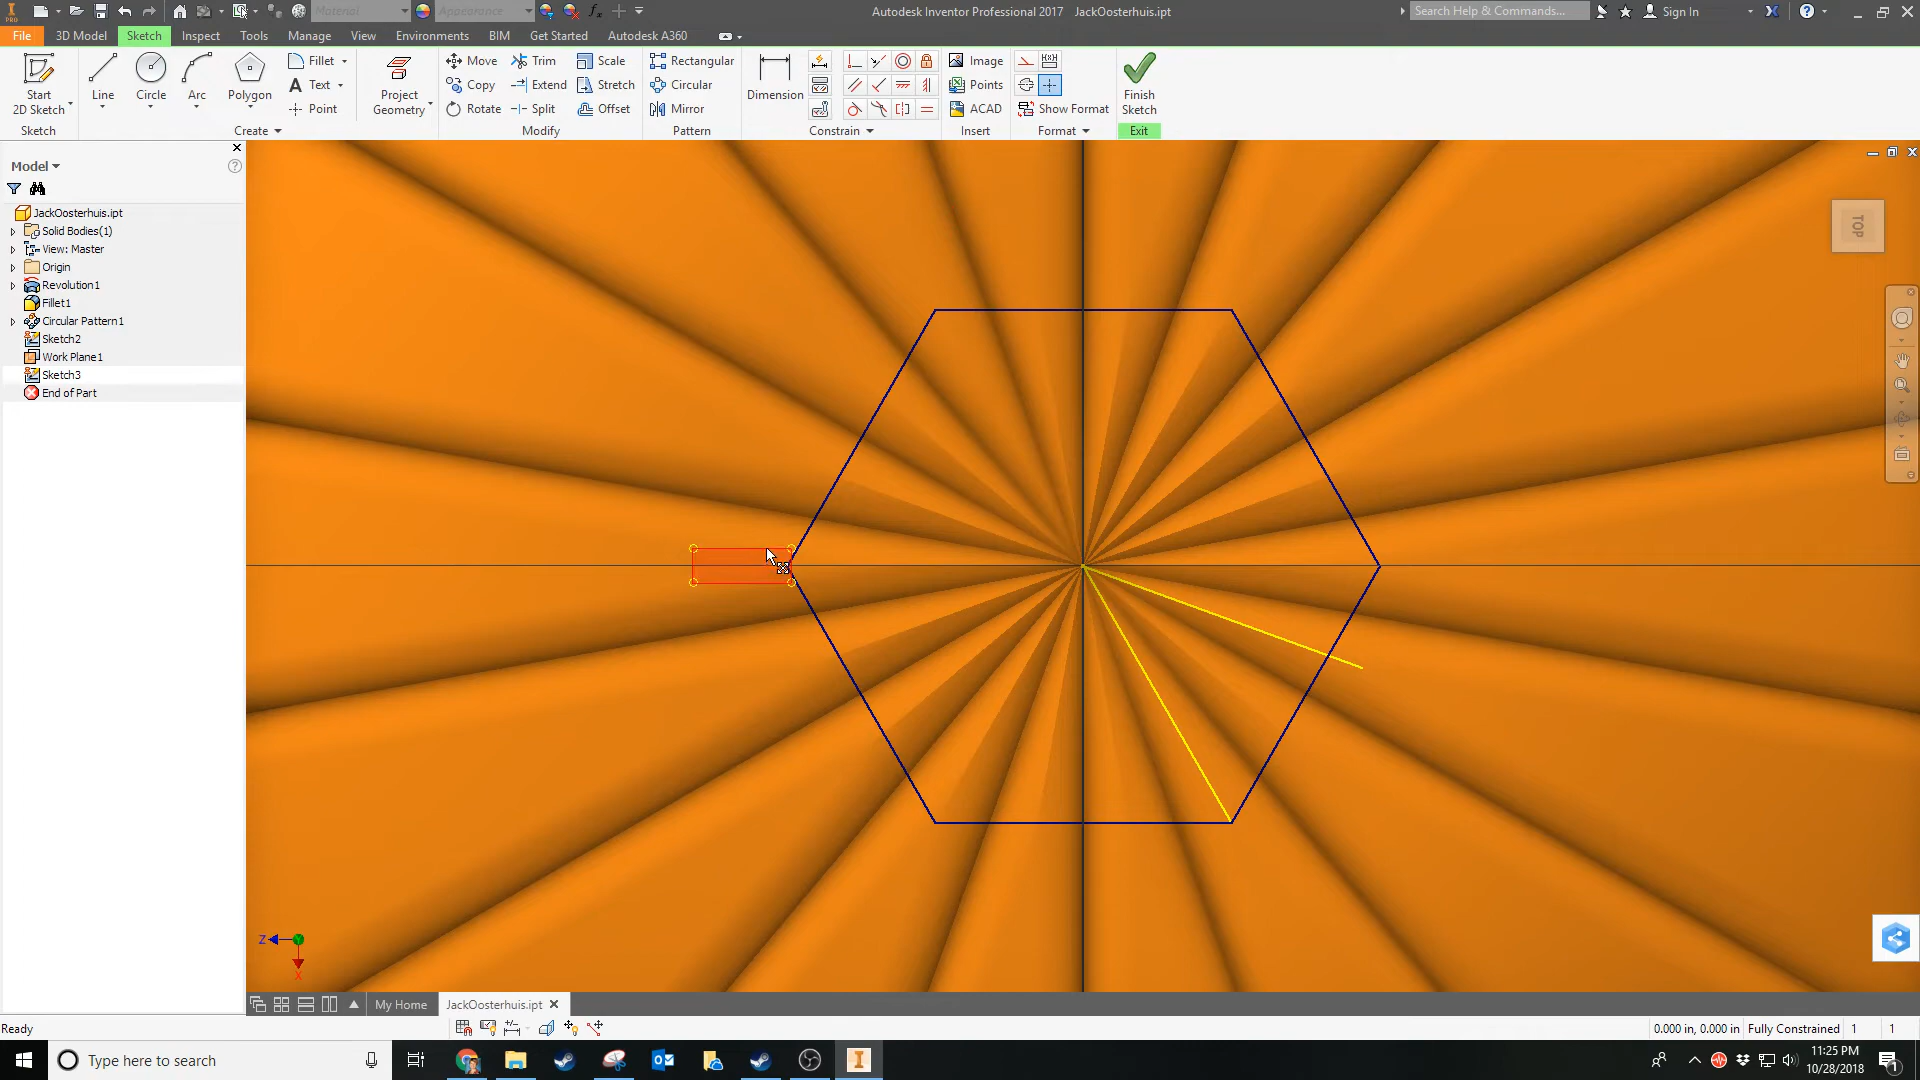 Material
Appearance
Autodesk Inventor Professional 2017 JackOosterhuis.ipt
Search Help & Commands...
Sign In
PRO
File 3D Model Sketch Inspect Tools Manage View Environments BIM Get Started Autodesk A360
Start
2D Sketch
Line
Circle
Arc
Polygon
Fillet
Text
Point
Project
Geometry
Move
Copy
Rotate
Trim
Extend
Split
Scale
Stretch
Offset
Rectangular
Circular
Mirror
Dimension
Image
Points
ACAD
Show Format
Finish
Sketch
Sketch Create Modify Pattern Constrain Insert Format Exit
Model
JackOosterhuis.ipt
Solid Bodies(1)
View: Master
Origin
Revolution1
Fillet1
Circular Pattern1
Sketch2
Work Plane1
Sketch3
End of Part
TOP
Z
X
My Home JackOosterhuis.ipt
Ready
0.000 in, 0.000 in Fully Constrained 1 1
Type here to search
11:25 PM
10/28/2018
1